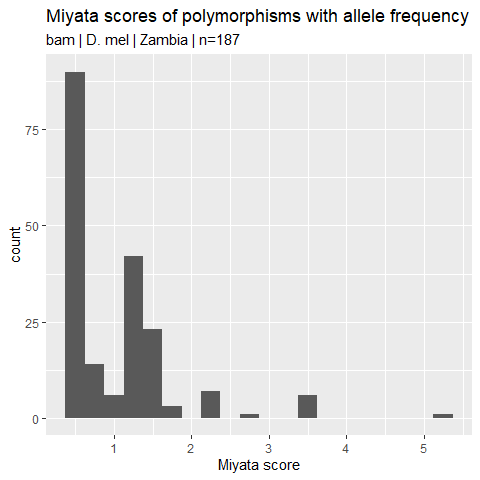 Miyata scores of polymorphisms with allele frequency
bam | D. mel | Zambia | n=187
75
50
25
0
count
1 2 3 4 5
Miyata score